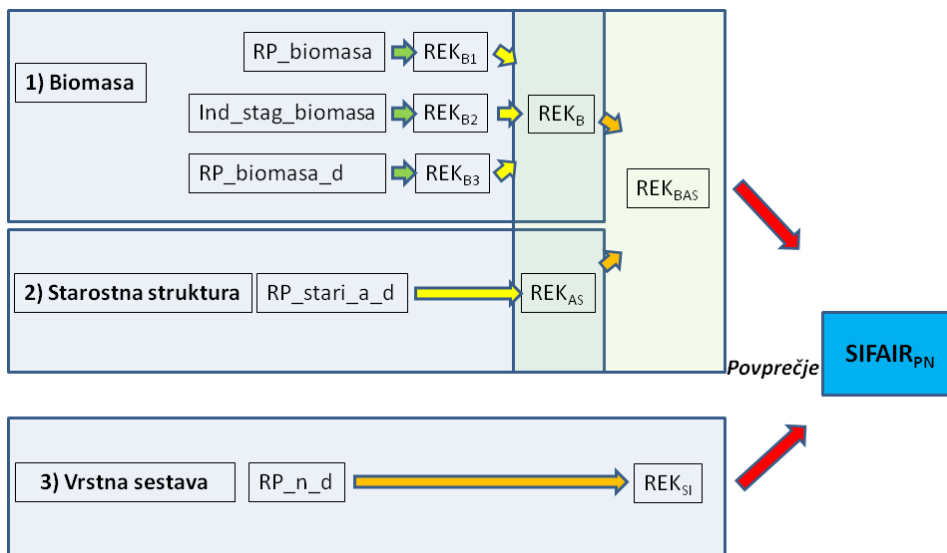 1) Biomasa
RP_biomasa
REK_B1
Ind_stag_biomasa
REK_B2
REK_B
RP_biomasa_d
REK_B3
REK_BAS
2) Starostna struktura
RP_stari_a_d
REK_AS
Povprečje
SIFAIR_PN
3) Vrstna sestava
RP_n_d
REK_SI